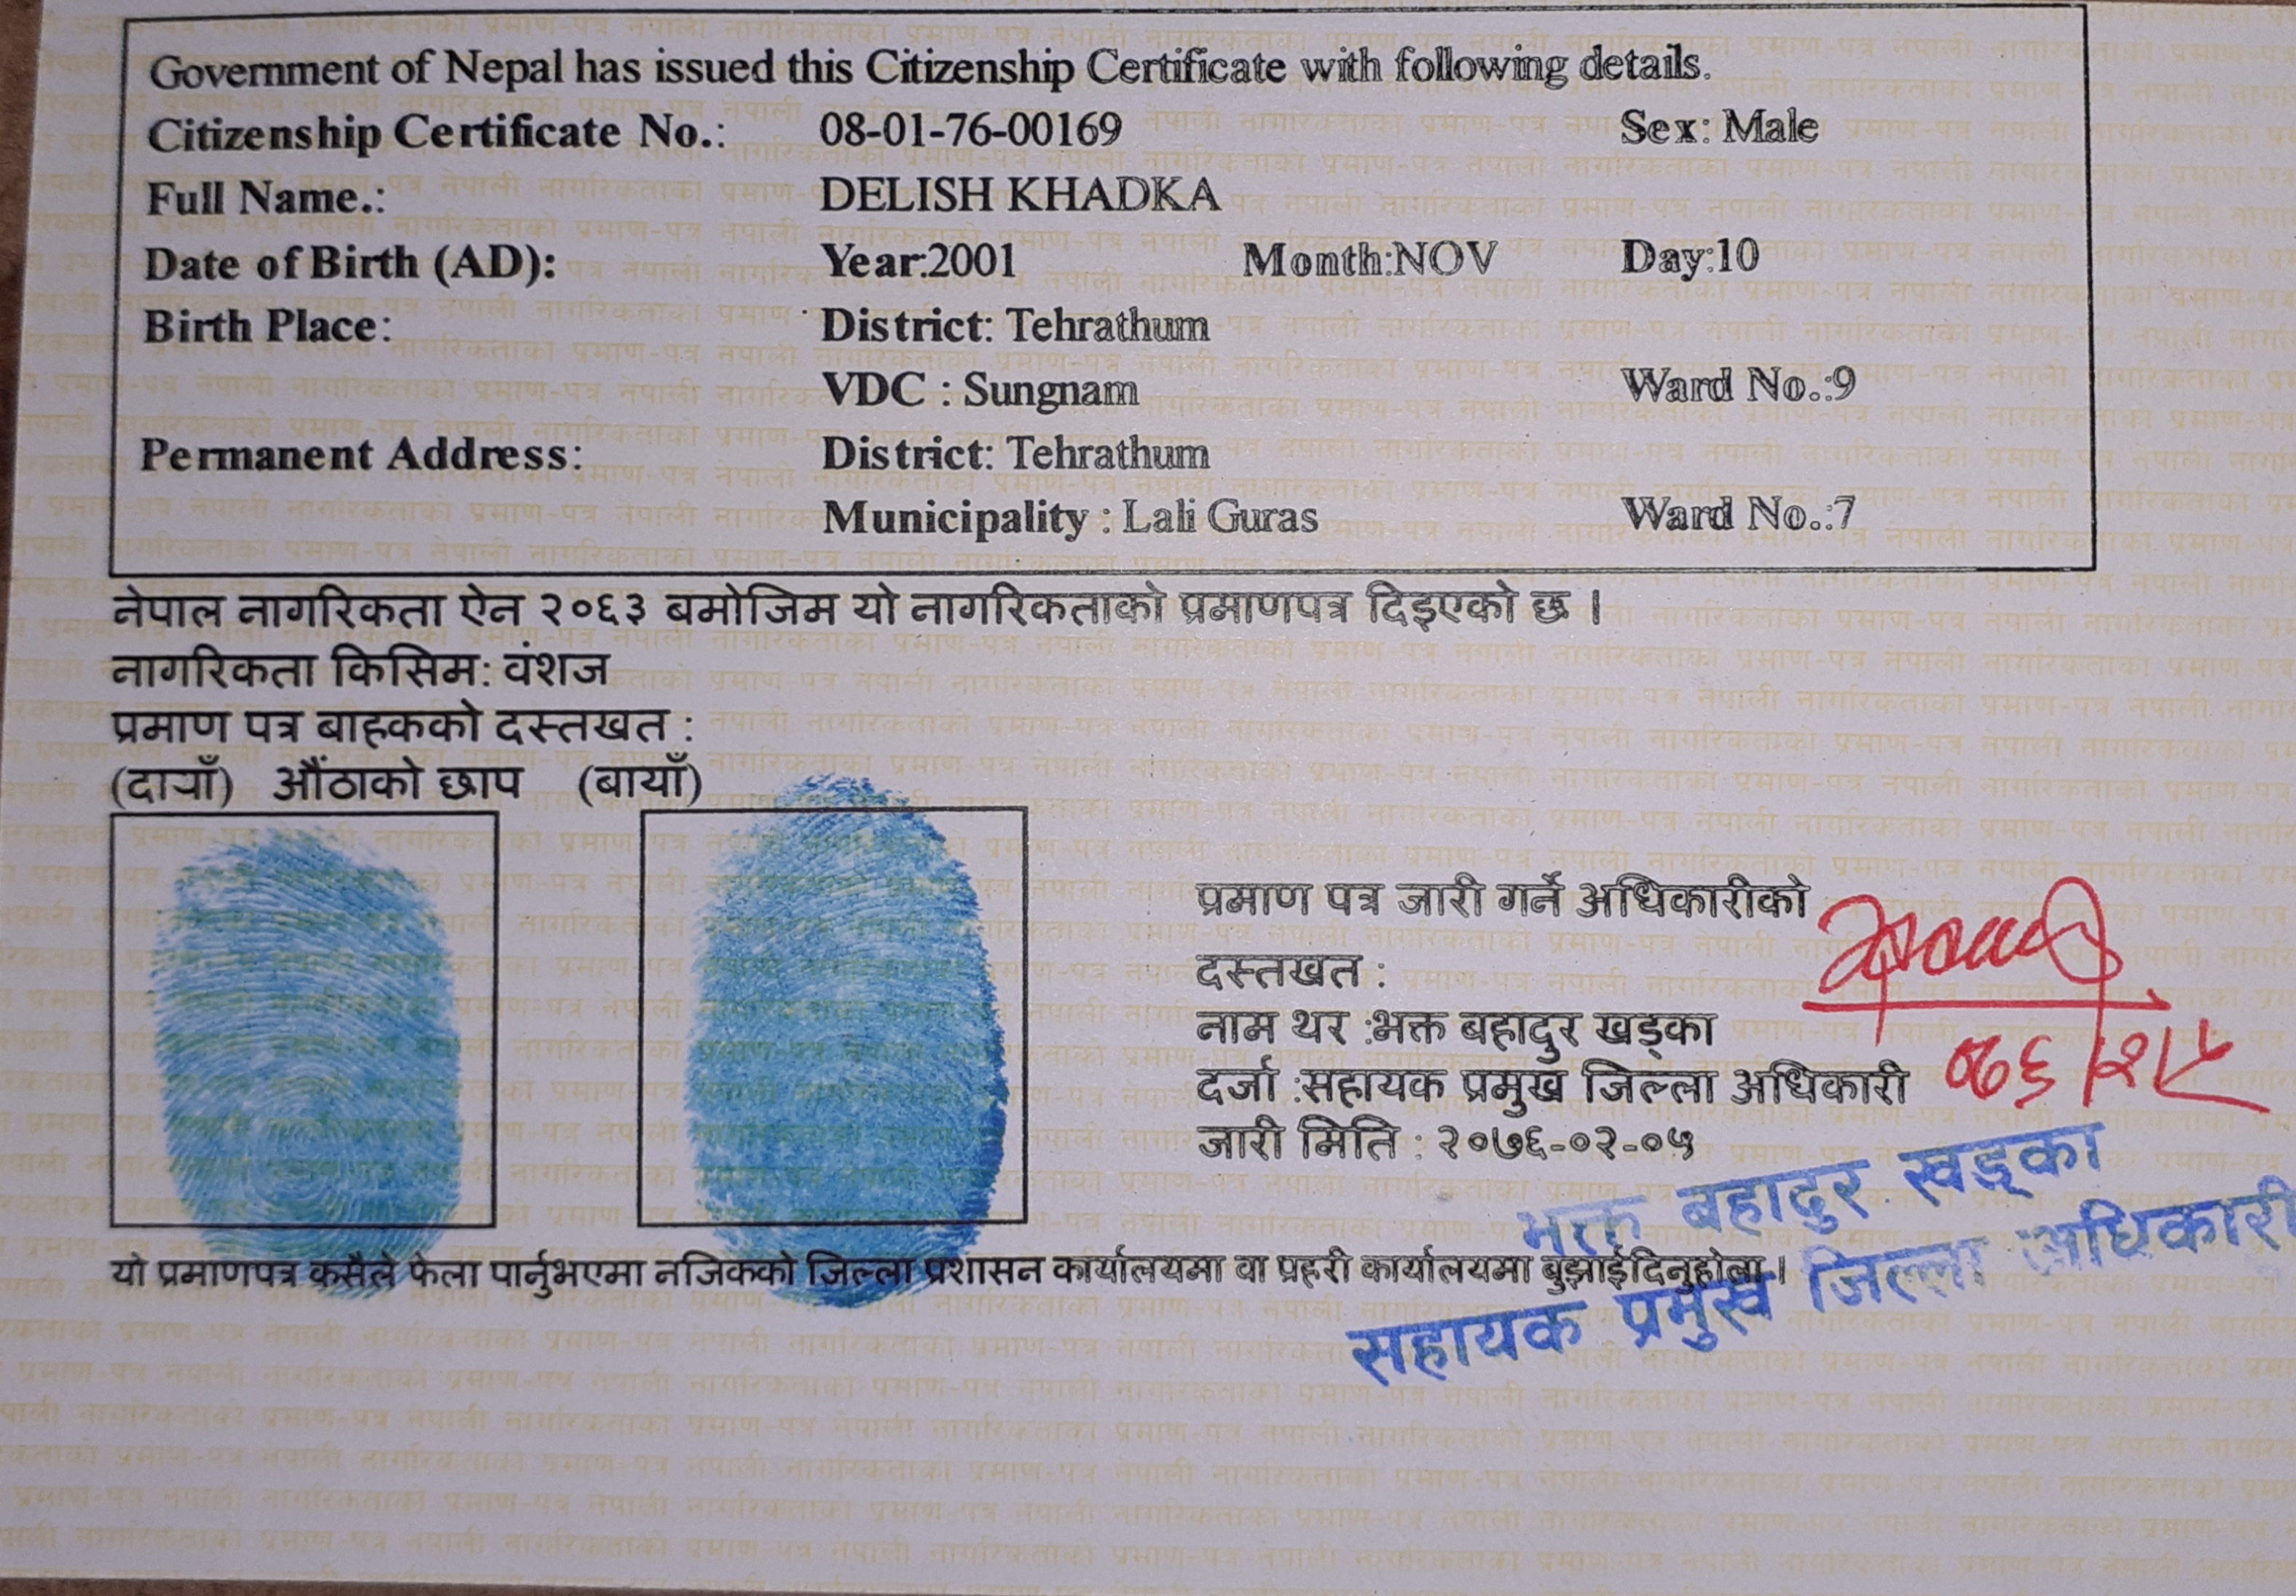 Government of Nepal has issued this Citizenship Certificate with following details.
Citizenship Certificate No.: 08-01-76-00169 Sex: Male
Full Name.: DELISH KHADKA
Date of Birth (AD): Year:2001 Month:NOV Day:10
Birth Place: District: Tehrathum
VDC : Sungnam Ward No.:9
Permanent Address: District: Tehrathum
Municipality : Lali Guras Ward No.:7
नेपाल नागरिकता ऐन २०६३ बमोजिम यो नागरिकताको प्रमाणपत्र दिइएको छ ।
नागरिकता किसिम: वंशज
प्रमाण पत्र बाहकको दस्तखत :
(दायाँ) औंठाको छाप (बायाँ)
प्रमाण पत्र जारी गर्ने अधिकारीको
दस्तखत :
नाम थर :भक्त बहादुर खड्का
दर्जा :सहायक प्रमुख जिल्ला अधिकारी
जारी मिति : २०७६-०२-०५
भक्त बहादुर खड्का
सहायक प्रमुख जिल्ला अधिकारी
यो प्रमाणपत्र कसैले फेला पार्नुभएमा नजिकको जिल्ला प्रशासन कार्यालयमा वा प्रहरी कार्यालयमा बुझाईदिनुहोला ।